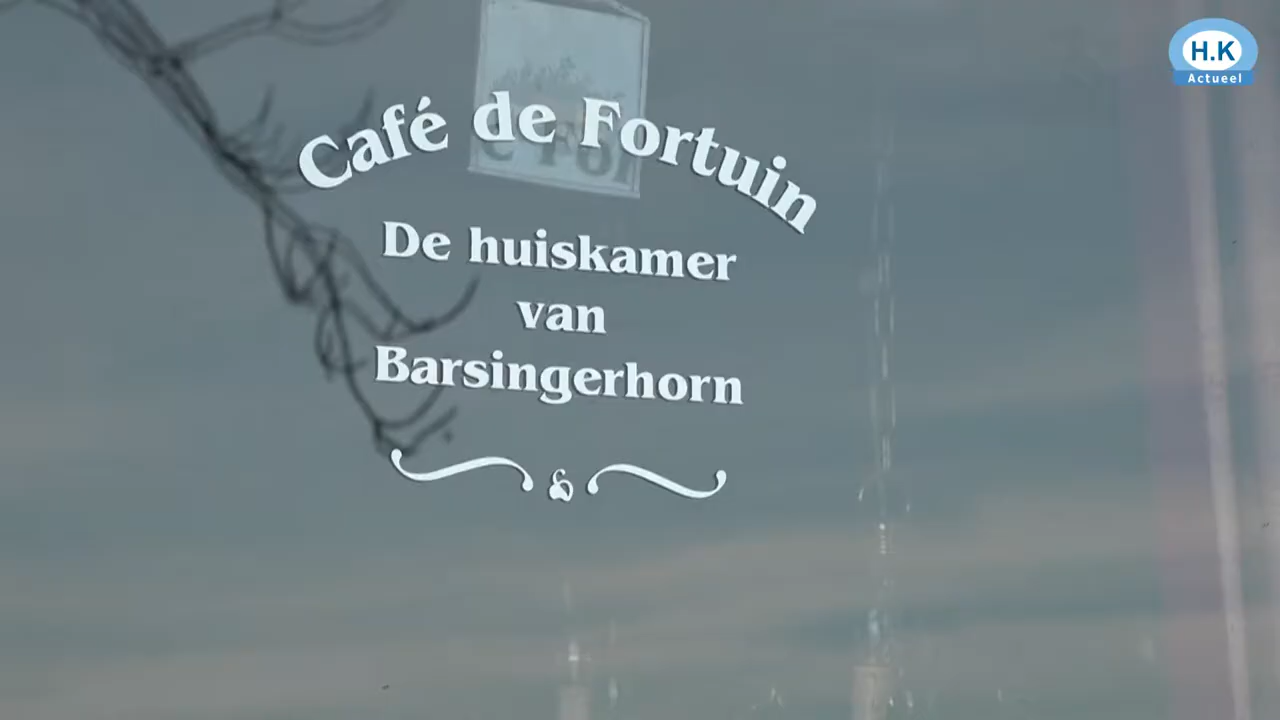 Café de Fortuin
De huiskamer
van
Barsingerhorn
H.K
Actueel